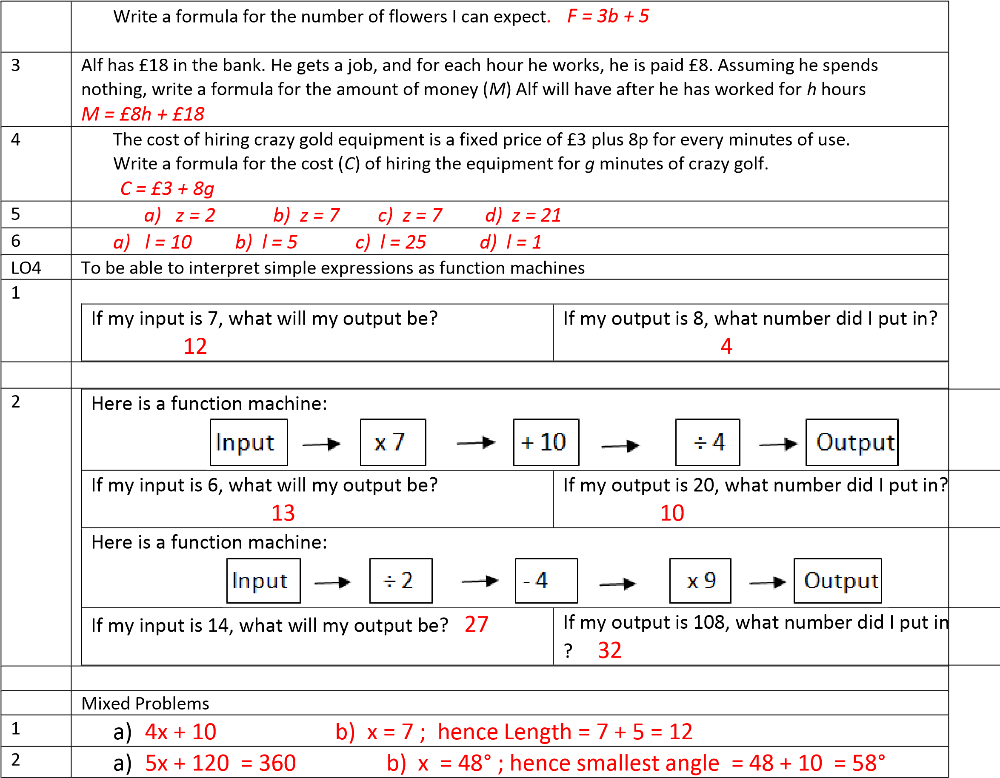 Write a formula for the number of flowers I can expect. F = 3b + 5
3 Alf has £18 in the bank. He gets a job, and for each hour he works, he is paid £8. Assuming he spends
nothing, write a formula for the amount of money (M) Alf will have after he has worked for h hours
M = £8h + £18
4 The cost of hiring crazy gold equipment is a fixed price of £3 plus 8p for every minutes of use.
Write a formula for the cost (C) of hiring the equipment for g minutes of crazy golf.
C = £3 + 8g
5 a) z = 2 b) z = 7 c) z = 7 d) z = 21
6 a) l = 10 b) l = 5 c) l = 25 d) l = 1
LO4 To be able to interpret simple expressions as function machines
1
If my input is 7, what will my output be? If my output is 8, what number did I put in?
12 4
2 Here is a function machine:
Input x 7 + 10 ÷ 4 Output
If my input is 6, what will my output be? If my output is 20, what number did I put in?
13 10
Here is a function machine:
Input ÷ 2 - 4 x 9 Output
If my input is 14, what will my output be? 27 If my output is 108, what number did I put in
? 32
Mixed Problems
1 a) 4x + 10 b) x = 7 ; hence Length = 7 + 5 = 12
2 a) 5x + 120 = 360 b) x = 48° ; hence smallest angle = 48 + 10 = 58°